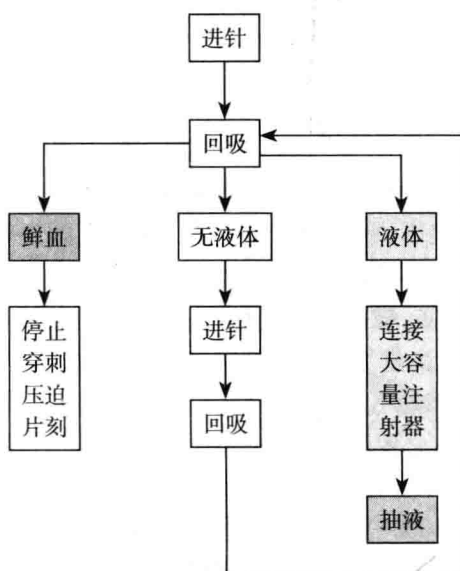 进针
回吸
鲜血
无液体
液体
停止
穿刺
压迫
片刻
进针
回吸
连接
大容
量注
射器
抽液